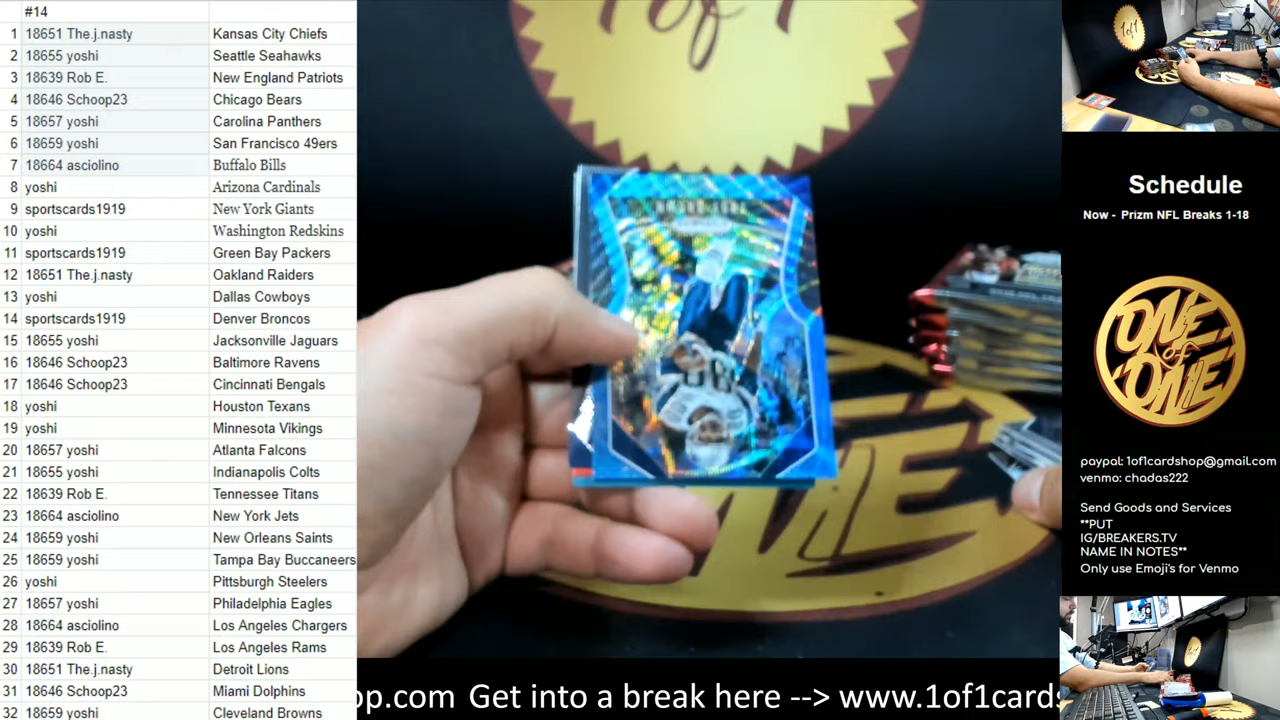 #14
1 18651 The.j.nasty Kansas City Chiefs
2 18655 yoshi Seattle Seahawks
3 18639 Rob E. New England Patriots
4 18646 Schoop23 Chicago Bears
5 18657 yoshi Carolina Panthers
6 18659 yoshi San Francisco 49ers
7 18664 asciolino Buffalo Bills
8 yoshi Arizona Cardinals
9 sportscards1919 New York Giants
10 yoshi Washington Redskins
11 sportscards1919 Green Bay Packers
12 18651 The.j.nasty Oakland Raiders
13 yoshi Dallas Cowboys
14 sportscards1919 Denver Broncos
15 18655 yoshi Jacksonville Jaguars
16 18646 Schoop23 Baltimore Ravens
17 18646 Schoop23 Cincinnati Bengals
18 yoshi Houston Texans
19 yoshi Minnesota Vikings
20 18657 yoshi Atlanta Falcons
21 18655 yoshi Indianapolis Colts
22 18639 Rob E. Tennessee Titans
23 18664 asciolino New York Jets
24 18659 yoshi New Orleans Saints
25 18659 yoshi Tampa Bay Buccaneers
26 yoshi Pittsburgh Steelers
27 18657 yoshi Philadelphia Eagles
28 18664 asciolino Los Angeles Chargers
29 18639 Rob E. Los Angeles Rams
30 18651 The.j.nasty Detroit Lions
31 18646 Schoop23 Miami Dolphins
32 18659 yoshi Cleveland Browns
1of1
Schedule
Now - Prizm NFL Breaks 1-18
ONE
of
ONE
paypal: 1of1cardshop@gmail.com
venmo: chadas222
Send Goods and Services
**PUT
IG/BREAKERS.TV
NAME IN NOTES**
Only use Emoji's for Venmo
op.com Get into a break here --> www.1of1cards